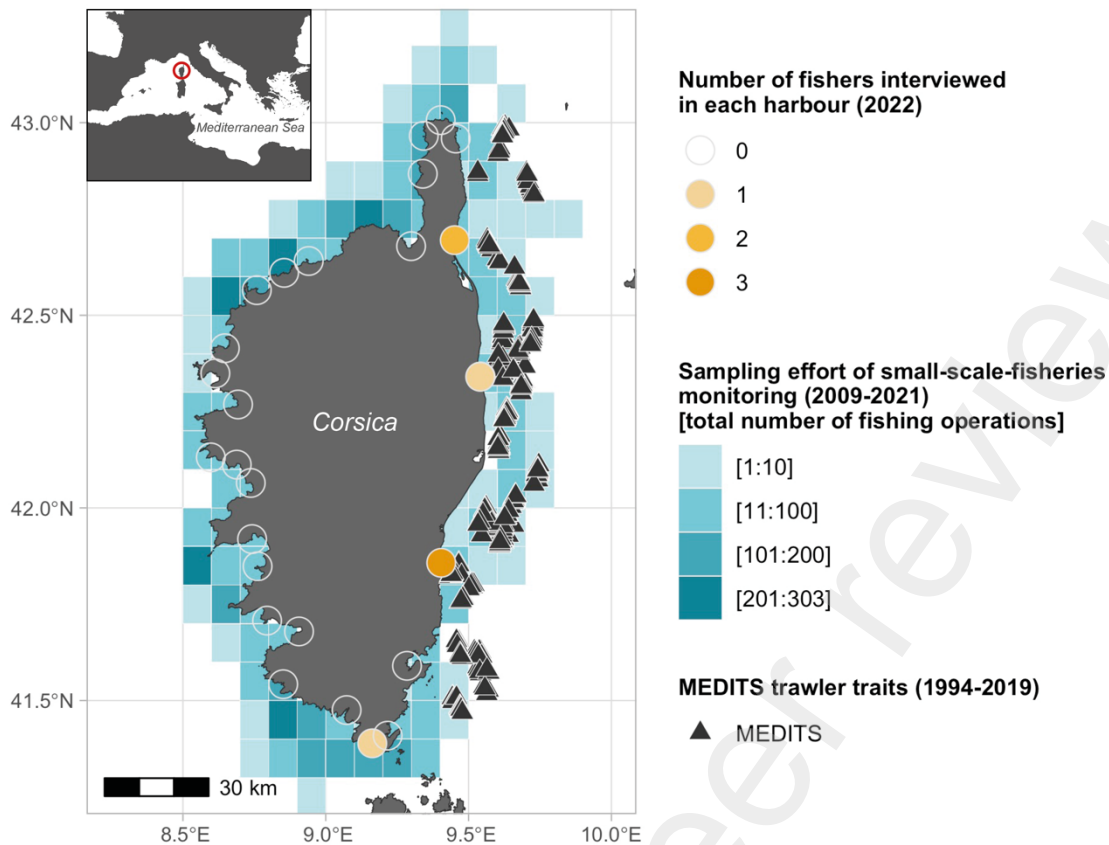 Mediterranean Sea
43.0°N
42.5°N
42.0°N
41.5°N
Corsica
30 km
8.5°E
9.0°E
9.5°E
10.0°E
Number of fishers interviewed
in each harbour (2022)
0
1
2
3
Sampling effort of small-scale-fisheries
monitoring (2009-2021)
[total number of fishing operations]
[1:10]
[11:100]
[101:200]
[201:303]
MEDITS trawler traits (1994-2019)
MEDITS
eer review